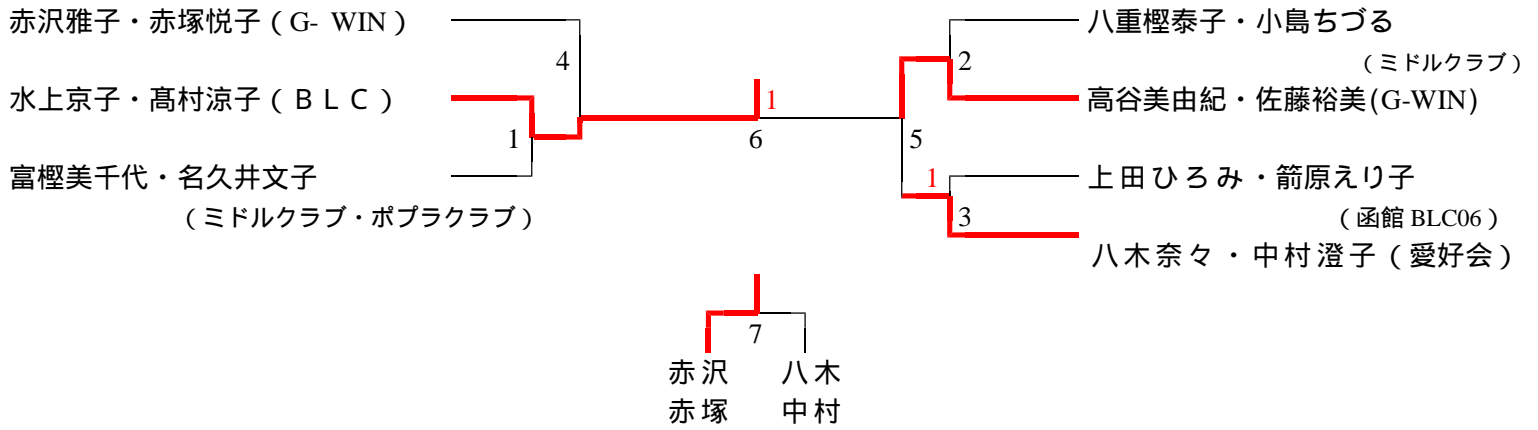 赤沢雅子・赤塚悦子 ( G- WIN )
4
水上京子・髙村涼子 ( ＢＬＣ )
1
富樫美千代・名久井文子
( ミドルクラブ・ポプラクラブ )
1
6
八重樫泰子・小島ちづる
2
( ミドルクラブ )
高谷美由紀・佐藤裕美(G-WIN)
5
1
上田ひろみ・箭原えり子
3
( 函館 BLC06 )
八木奈々・中村澄子 ( 愛好会 )
7
赤沢 八木
赤塚 中村